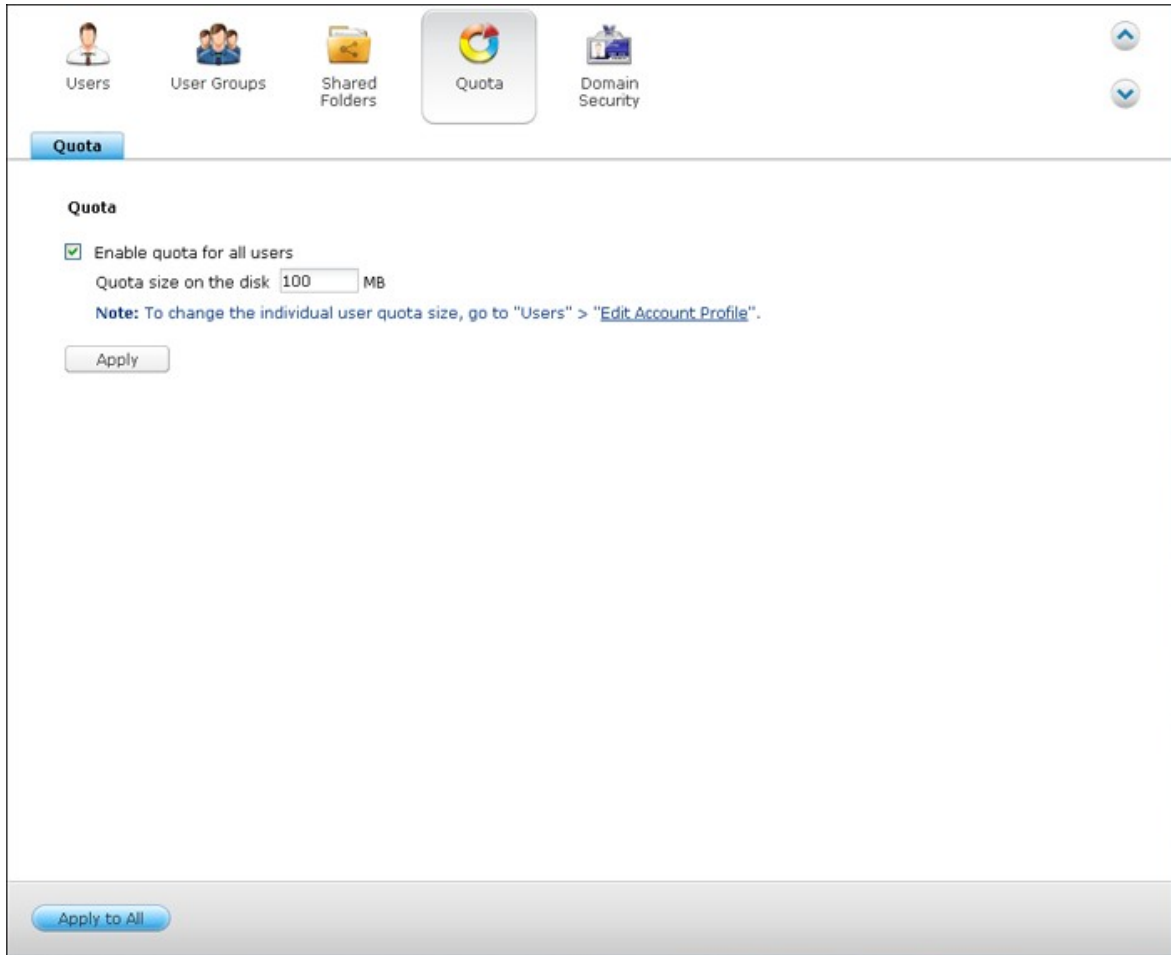 Users
User Groups
Shared
Folders
Quota
Domain
Security
Quota
Quota
Enable quota for all users
Quota size on the disk 100 MB
Note: To change the individual user quota size, go to "Users" > "Edit Account Profile".
Apply
Apply to All